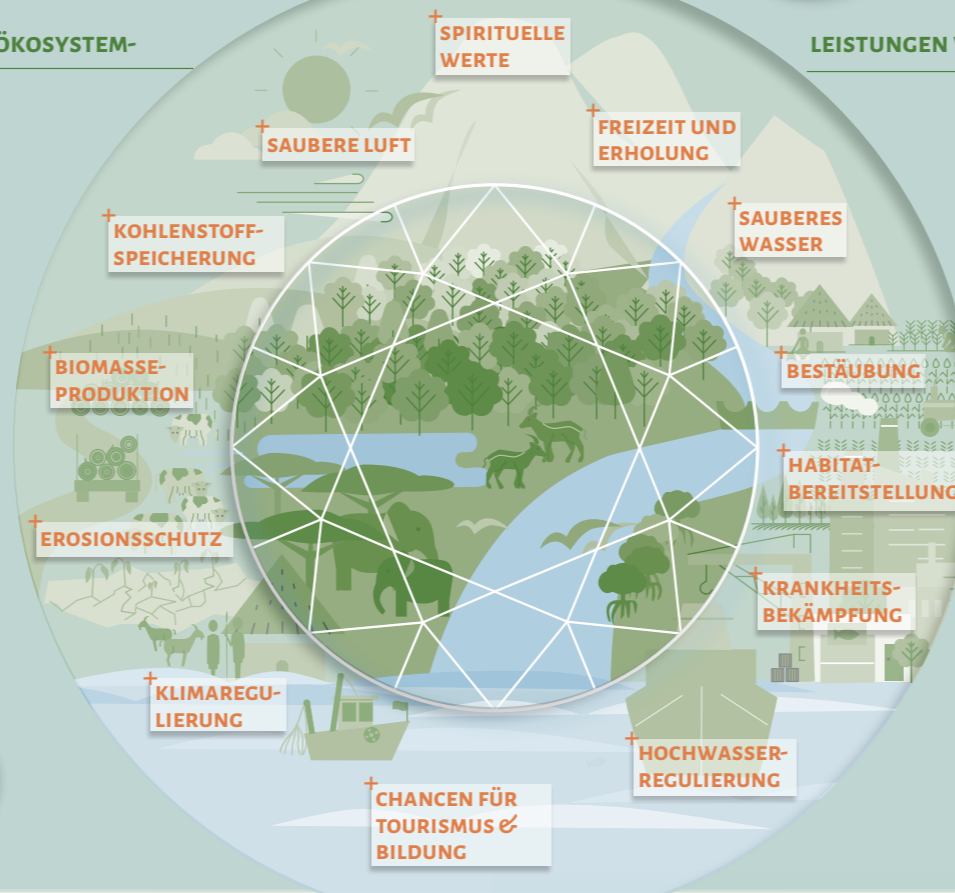 ÖKOSYSTEM-
LEISTUNGEN
SPIRITUELLE
WERTE
FREIZEIT UND
ERHOLUNG
SAUBERE LUFT
SAUBERES
WASSER
KOHLENSTOFF-
SPEICHERUNG
BIOMASSE-
PRODUKTION
BESTÄUBUNG
HABITAT-
BEREITSTELLUNG
EROSIONSSCHUTZ
KRANKHEITS-
BEKÄMPFUNG
KLIMAREGU-
LIERUNG
HOCHWASSER-
REGULIERUNG
CHANCEN FÜR
TOURISMUS &
BILDUNG